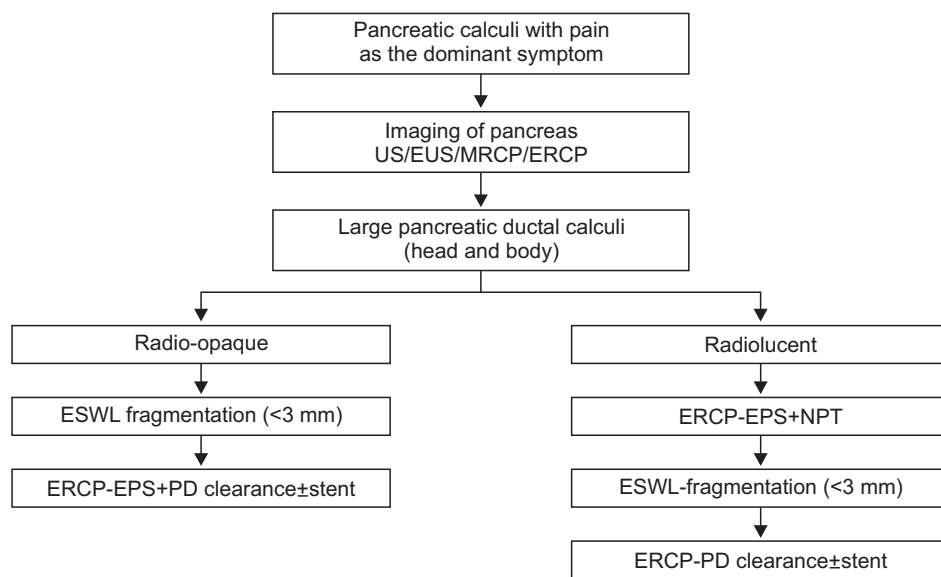 Pancreatic calculi with pain
as the dominant symptom
Imaging of pancreas
US/EUS/MRCP/ERCP
Large pancreatic ductal calculi
(head and body)
Radio-opaque
ESWL fragmentation (<3 mm)
ERCP-EPS+PD clearance±stent
Radiolucent
ERCP-EPS+NPT
ESWL-fragmentation (<3 mm)
ERCP-PD clearance±stent